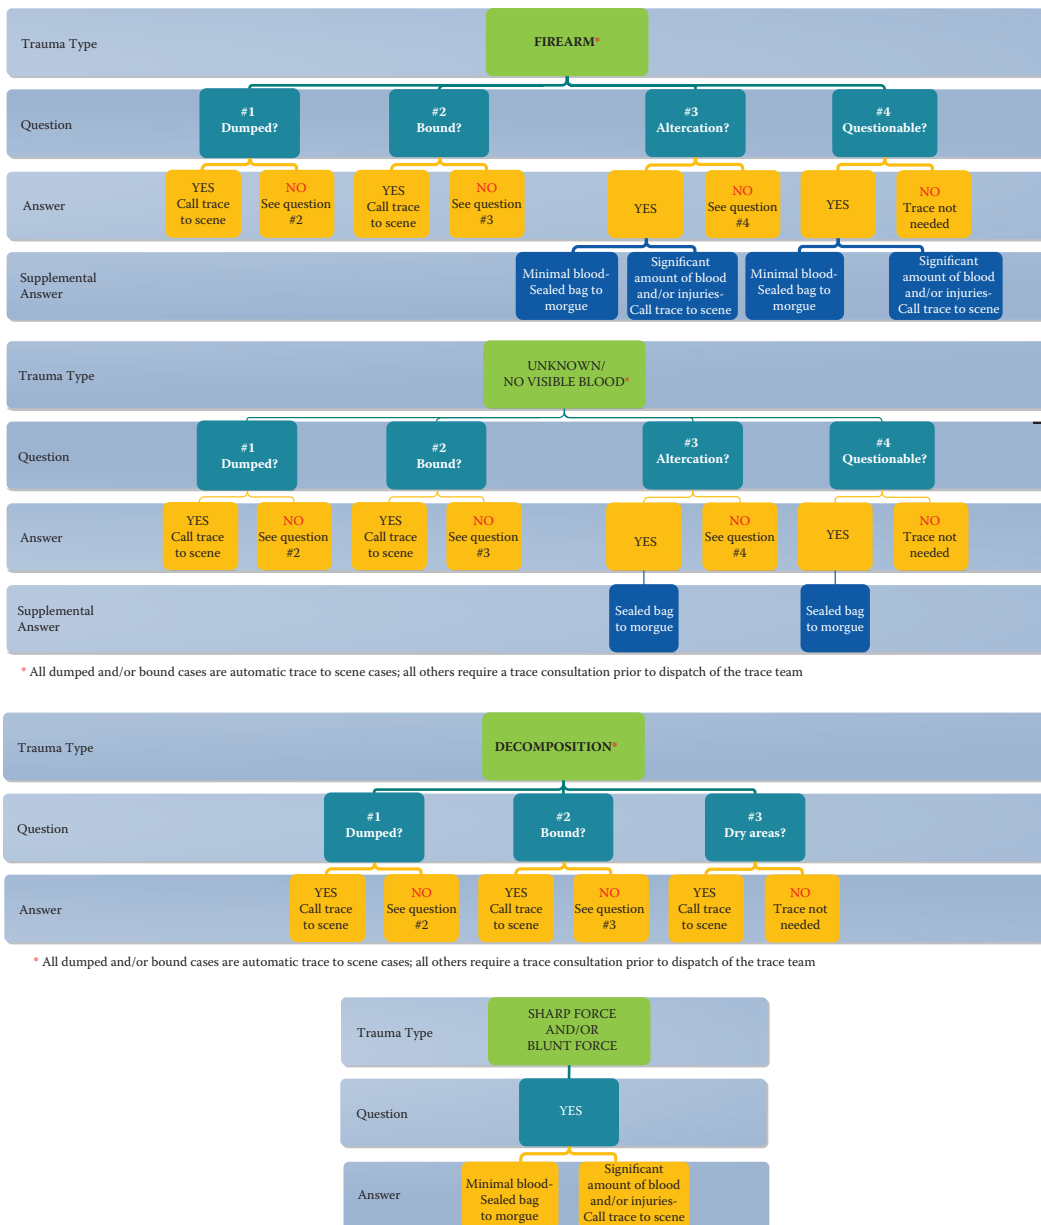 Trauma Type
FIREARM*
Question
#1
Dumped?
#2
Bound?
#3
Altercation?
#4
Questionable?
Answer
YES
Call trace
to scene
NO
See question
#2
YES
Call trace
to scene
NO
See question
#3
YES
NO
See question
#4
YES
NO
Trace not
needed
Supplemental
Answer
Minimal blood-
Sealed bag to
morgue
Significant
amount of blood
and/or injuries-
Call trace to scene
Minimal blood-
Sealed bag to
morgue
Significant
amount of blood
and/or injuries-
Call trace to scene
Trauma Type
UNKNOWN/
NO VISIBLE BLOOD*
Question
#1
Dumped?
#2
Bound?
#3
Altercation?
#4
Questionable?
Answer
YES
Call trace
to scene
NO
See question
#2
YES
Call trace
to scene
NO
See question
#3
YES
NO
See question
#4
YES
NO
Trace not
needed
Supplemental
Answer
Sealed bag
to morgue
Sealed bag
to morgue
* All dumped and/or bound cases are automatic trace to scene cases; all others require a trace consultation prior to dispatch of the trace team
Trauma Type
DECOMPOSITION*
Question
#1
Dumped?
#2
Bound?
#3
Dry areas?
Answer
YES
Call trace
to scene
NO
See question
#2
YES
Call trace
to scene
NO
See question
#3
YES
Call trace
to scene
NO
Trace not
needed
* All dumped and/or bound cases are automatic trace to scene cases; all others require a trace consultation prior to dispatch of the trace team
Trauma Type
SHARP FORCE
AND/OR
BLUNT FORCE
Question
YES
Answer
Minimal blood-
Sealed bag
to morgue
Significant
amount of blood
and/or injuries-
Call trace to scene